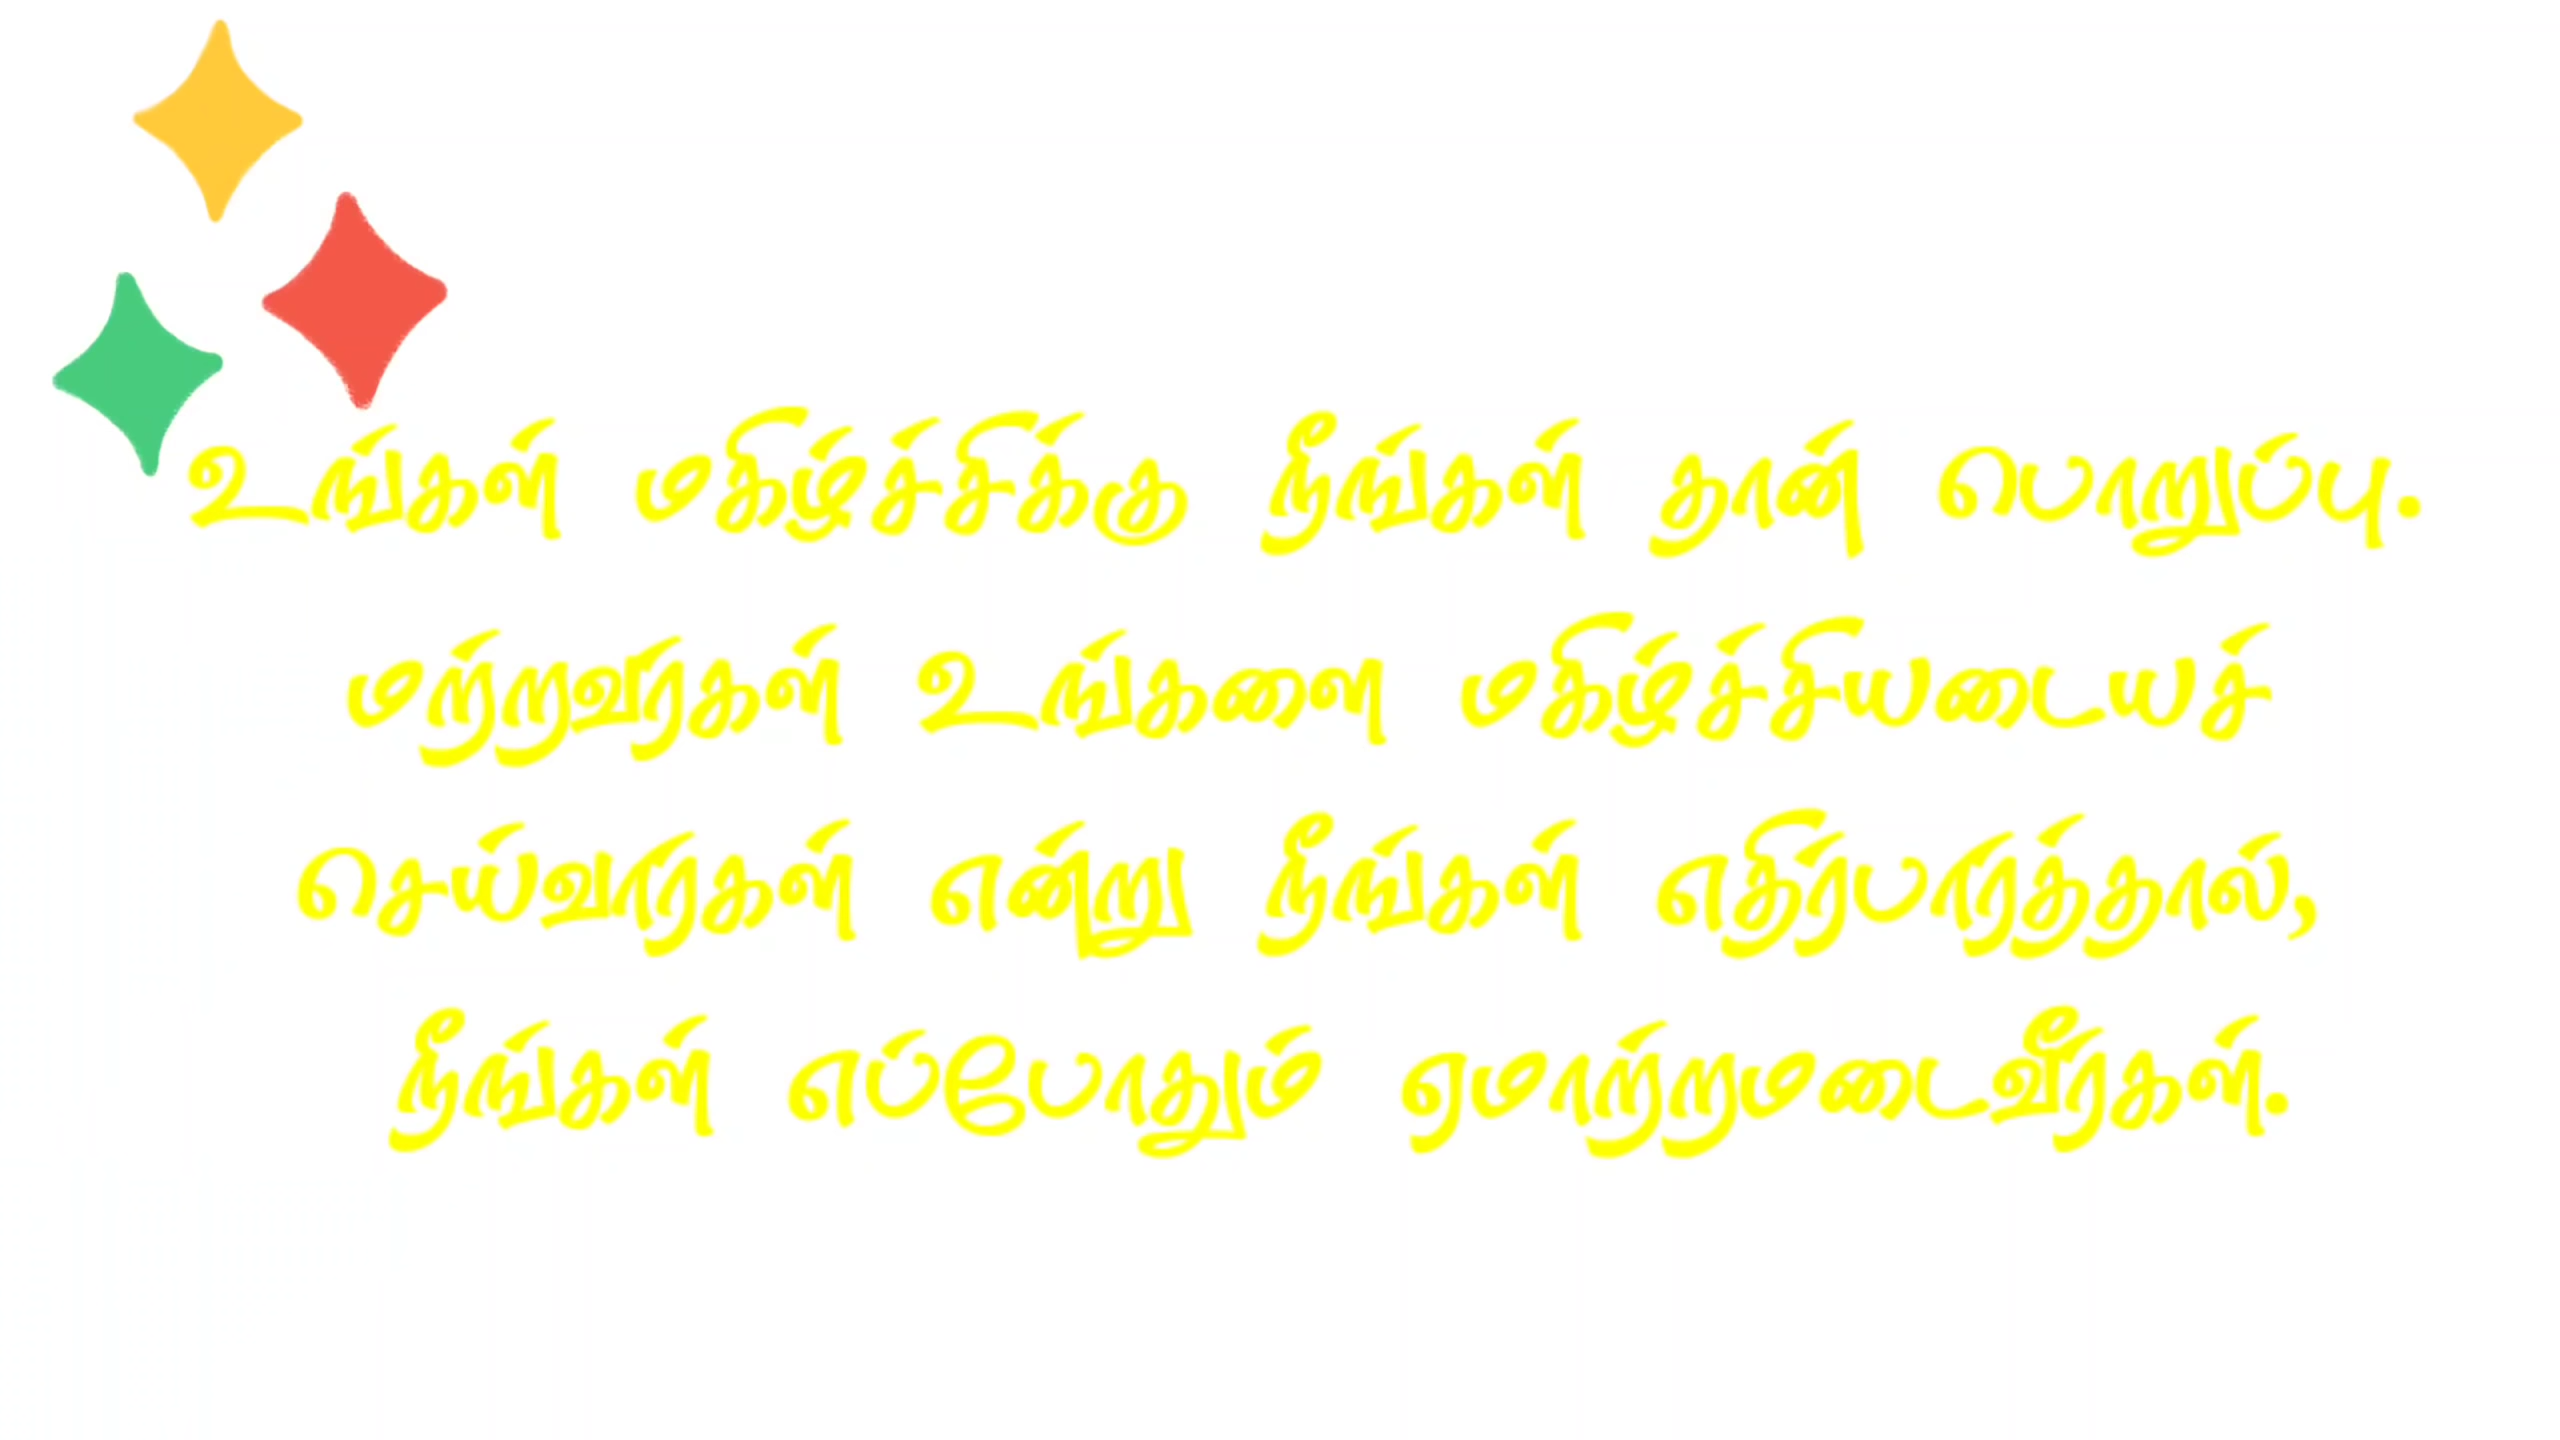 உங்கள் மகிழ்ச்சிக்கு நீங்கள் தான் பொறுப்பு.
மற்றவர்கள் உங்களை மகிழ்ச்சியடையச்
செய்வார்கள் என்று நீங்கள் எதிர்பார்த்தால்,
நீங்கள் எப்போதும் ஏமாற்றமடைவீர்கள்.